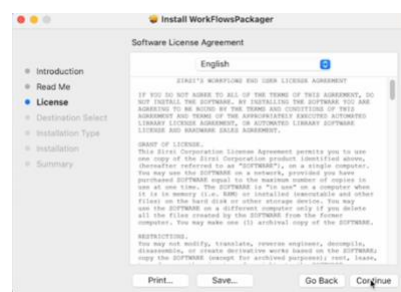 Install WorkFlowsPackager
Software License Agreement
English
Introduction
Read Me
License
Destination Select
Installation Type
Installation
Summary
SIRSI'S WORKFLOWS END USER LICENSE AGREEMENT
IF YOU DO NOT AGREE TO ALL OF THE TERMS OF THIS AGREEMENT, DO
NOT INSTALL THE SOFTWARE. BY INSTALLING THE SOFTWARE YOU ARE
AGREEING TO BE BOUND BY THE TERMS AND CONDITIONS OF THIS
AGREEMENT AND TERMS OF THE APPROPRIATELY EXECUTED AUTOMATED
LIBRARY LICENSE AGREEMENT, OR AUTOMATED LIBRARY SOFTWARE
LICENSE AND HARDWARE SALES AGREEMENT.
GRANT OF LICENSE.
This Sirsi Corporation License Agreement permits you to use
one copy of the Sirsi Corporation product identified above,
(hereafter referred to as "SOFTWARE"), on a single computer.
You may use the SOFTWARE on a network, provided you have
purchased SOFTWARE equal to the maximum number of copies in
use at one time. The SOFTWARE is "in use" on a computer when
it is in memory (i.e. RAM) or installed (executable and other
files) on the hard disk or other storage device. You may
use the SOFTWARE on a different computer only if you delete
all the files created by the SOFTWARE from the former
computer. You may make one (1) archival copy of the SOFTWARE.
RESTRICTIONS.
You may not modify, translate, reverse engineer, decompile,
disassemble, or create derivative works based on the SOFTWARE;
copy the SOFTWARE (except for archived purposes); rent, lease,
Print...
Save...
Go Back
Continue